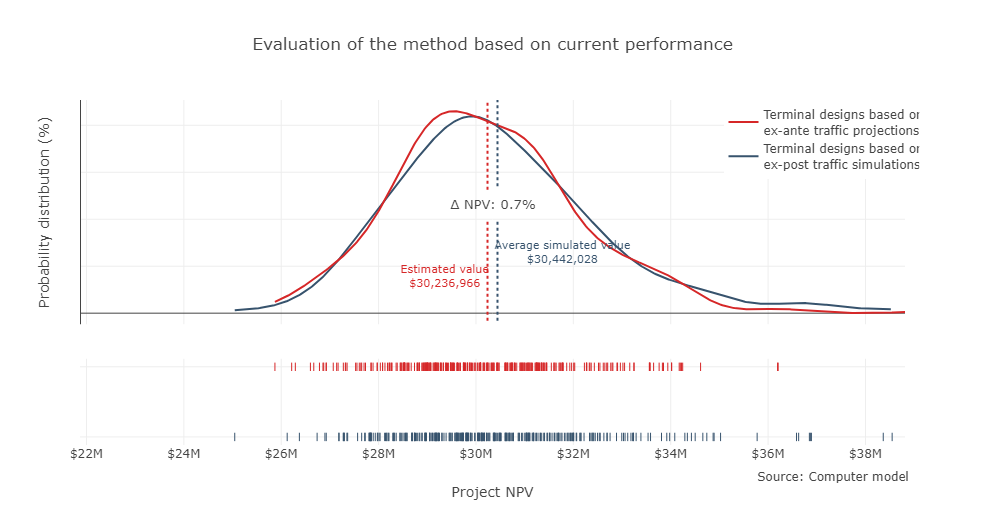 Evaluation of the method based on current performance
Probability distribution (%)
Terminal designs based or
ex-ante traffic projections
Terminal designs based or
ex-post traffic simulations
Δ NPV: 0.7%
Average simulated value
$30,442,028
Estimated value
$30,236,966
$22M
$24M
$26M
$28M
$30M
$32M
$34M
$36M
$38M
Source: Computer model
Project NPV